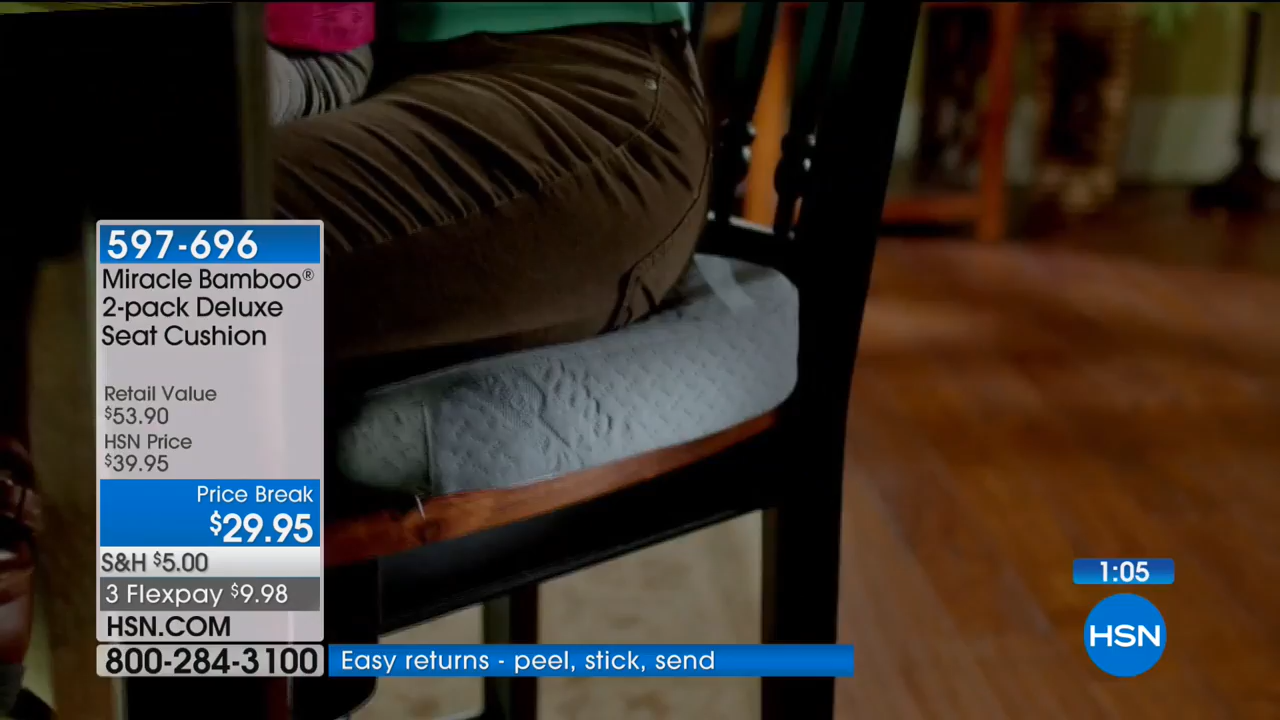 597-696
Miracle Bamboo®
2-pack Deluxe
Seat Cushion
Retail Value
$53.90
HSN Price
$39.95
Price Break
$29.95
S&H $5.00
3 Flexpay $9.98
HSN.COM
800-284-3100
Easy returns - peel, stick, send
1:05
HSN